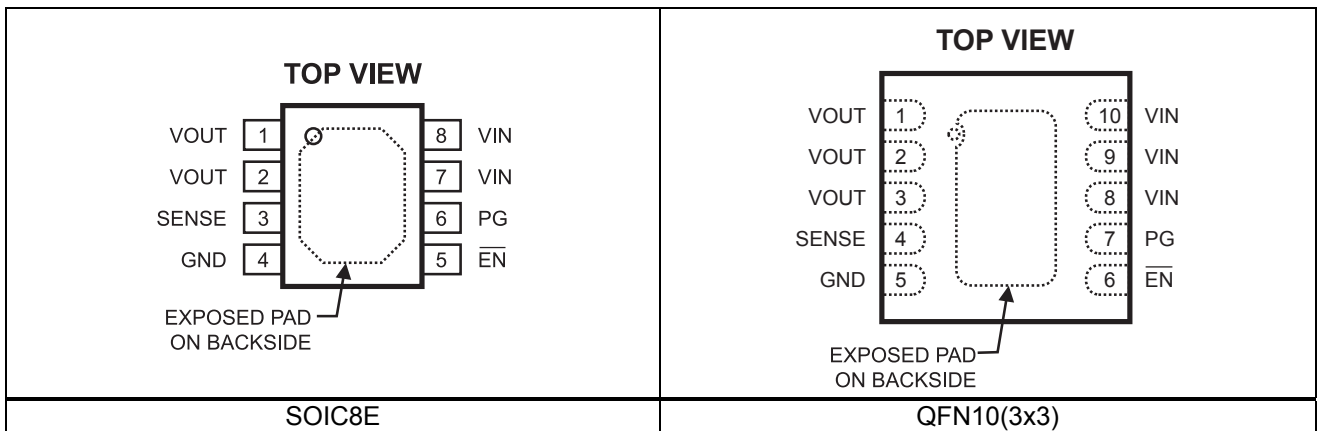 TOP VIEW
VOUT 1 8 VIN
VOUT 2 7 VIN
SENSE 3 6 PG
GND 4 5 E̅N̅
EXPOSED PAD
ON BACKSIDE
SOIC8E
TOP VIEW
VOUT 1 10 VIN
VOUT 2 9 VIN
VOUT 3 8 VIN
SENSE 4 7 PG
GND 5 6 E̅N̅
EXPOSED PAD
ON BACKSIDE
QFN10(3x3)